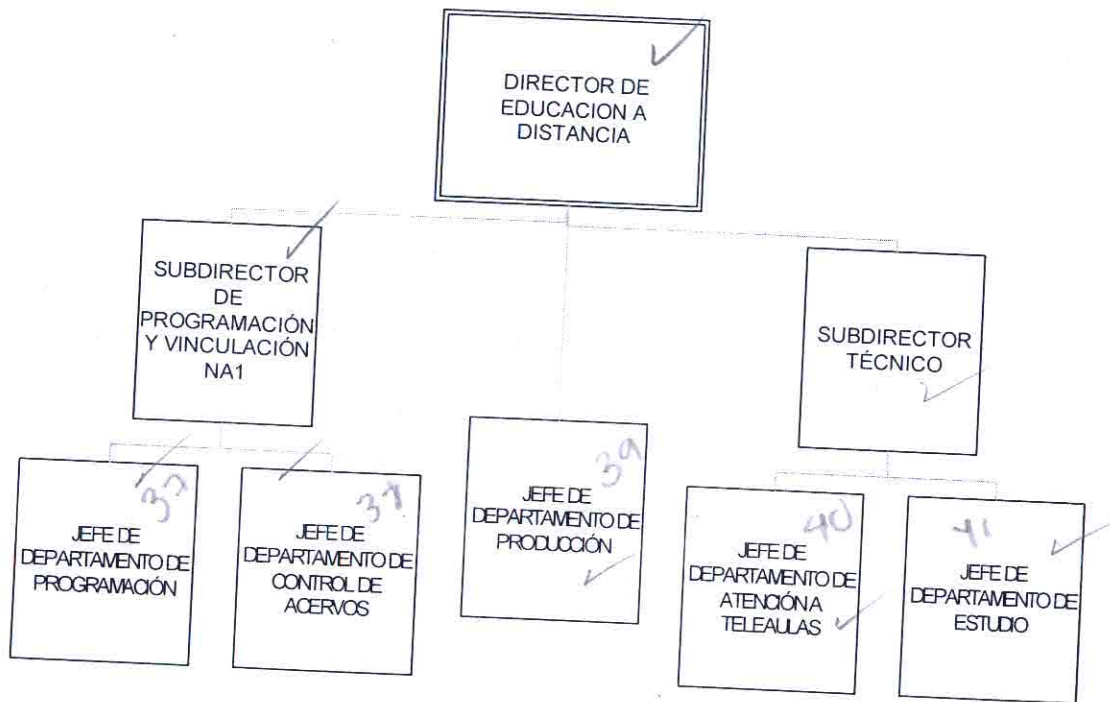 DIRECTOR DE
EDUCACION A
DISTANCIA
SUBDIRECTOR
DE
PROGRAMACIÓN
Y VINCULACIÓN
NA1
SUBDIRECTOR
TÉCNICO
37
JEFE DE
DEPARTAMENTO DE
PROGRAMACIÓN
38
JEFE DE
DEPARTAMENTO DE
CONTROL DE
ACERVOS
39
JEFE DE
DEPARTAMENTO DE
PRODUCCIÓN
40
JEFE DE
DEPARTAMENTO DE
ATENCIÓN A
TELEAULAS
41
JEFE DE
DEPARTAMENTO DE
ESTUDIO